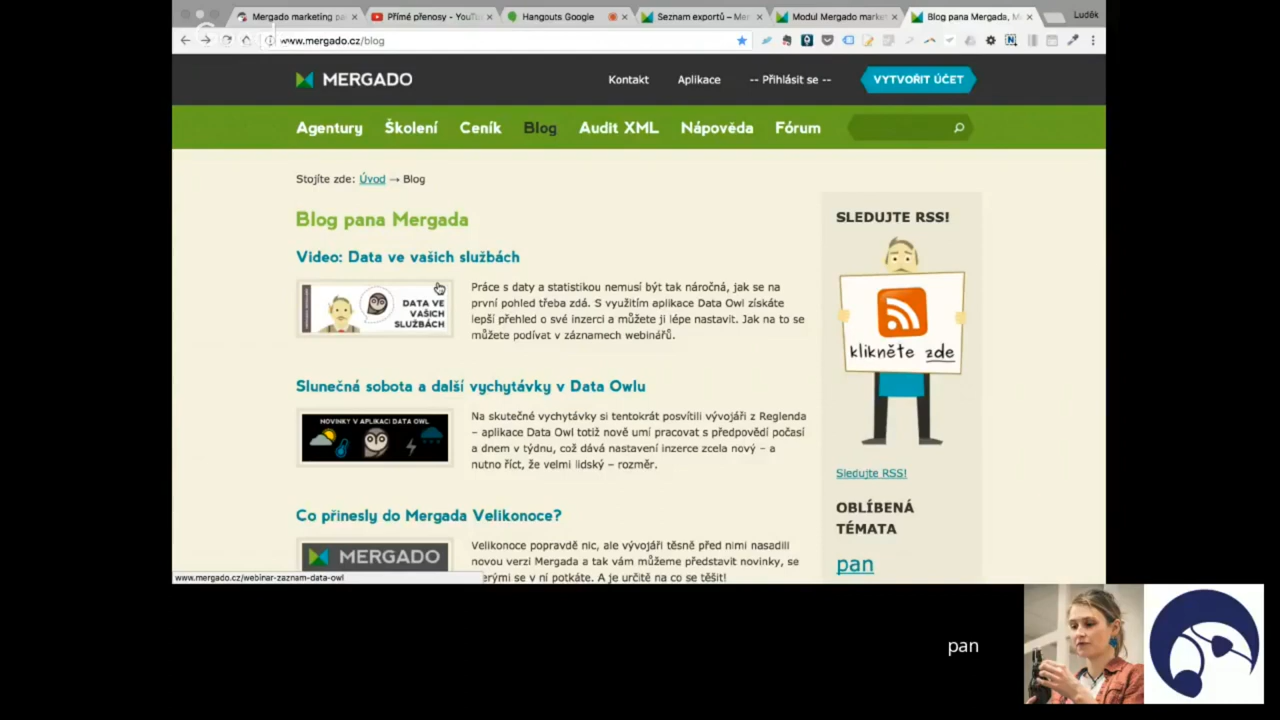 Mergado marketing pa
Přímé přenosy - YouTu
Hangouts Google
Seznam exportů – Mer
Modul Mergado market
Blog pana Mergada, M
Luděk
www.mergado.cz/blog
MERGADO
Kontakt
Aplikace
-- Přihlásit se --
VYTVOŘIT ÚČET
Agentury
Školení
Ceník
Blog
Audit XML
Nápověda
Fórum
Stojíte zde: Úvod → Blog
Blog pana Mergada
Video: Data ve vašich službách
DATA VE
VAŠICH
SLUŽBÁCH
Práce s daty a statistikou nemusí být tak náročná, jak se na
první pohled třeba zdá. S využitím aplikace Data Owl získáte
lepší přehled o své inzerci a můžete ji lépe nastavit. Jak na to se
můžete podívat v záznamech webinářů.
Slunečná sobota a další vychytávky v Data Owlu
NOVINKY V APLIKACI DATA OWL
Na skutečné vychytávky si tentokrát posvítili vývojáři z Reglenda
– aplikace Data Owl totiž nově umí pracovat s předpovědí počasí
a dnem v týdnu, což dává nastavení inzerce zcela nový – a
nutno říct, že velmi lidský – rozměr.
Co přinesly do Mergada Velikonoce?
MERGADO
Velikonoce popravdě nic, ale vývojáři těsně před nimi nasadili
novou verzi Mergada a tak vám můžeme představit novinky, se
kterými se v ní potkáte. A je určitě na co se těšit!
SLEDUJTE RSS!
klikněte zde
Sledujte RSS!
OBLÍBENÁ
TÉMATA
pan
www.mergado.cz/webinar-zaznam-data-owl
pan